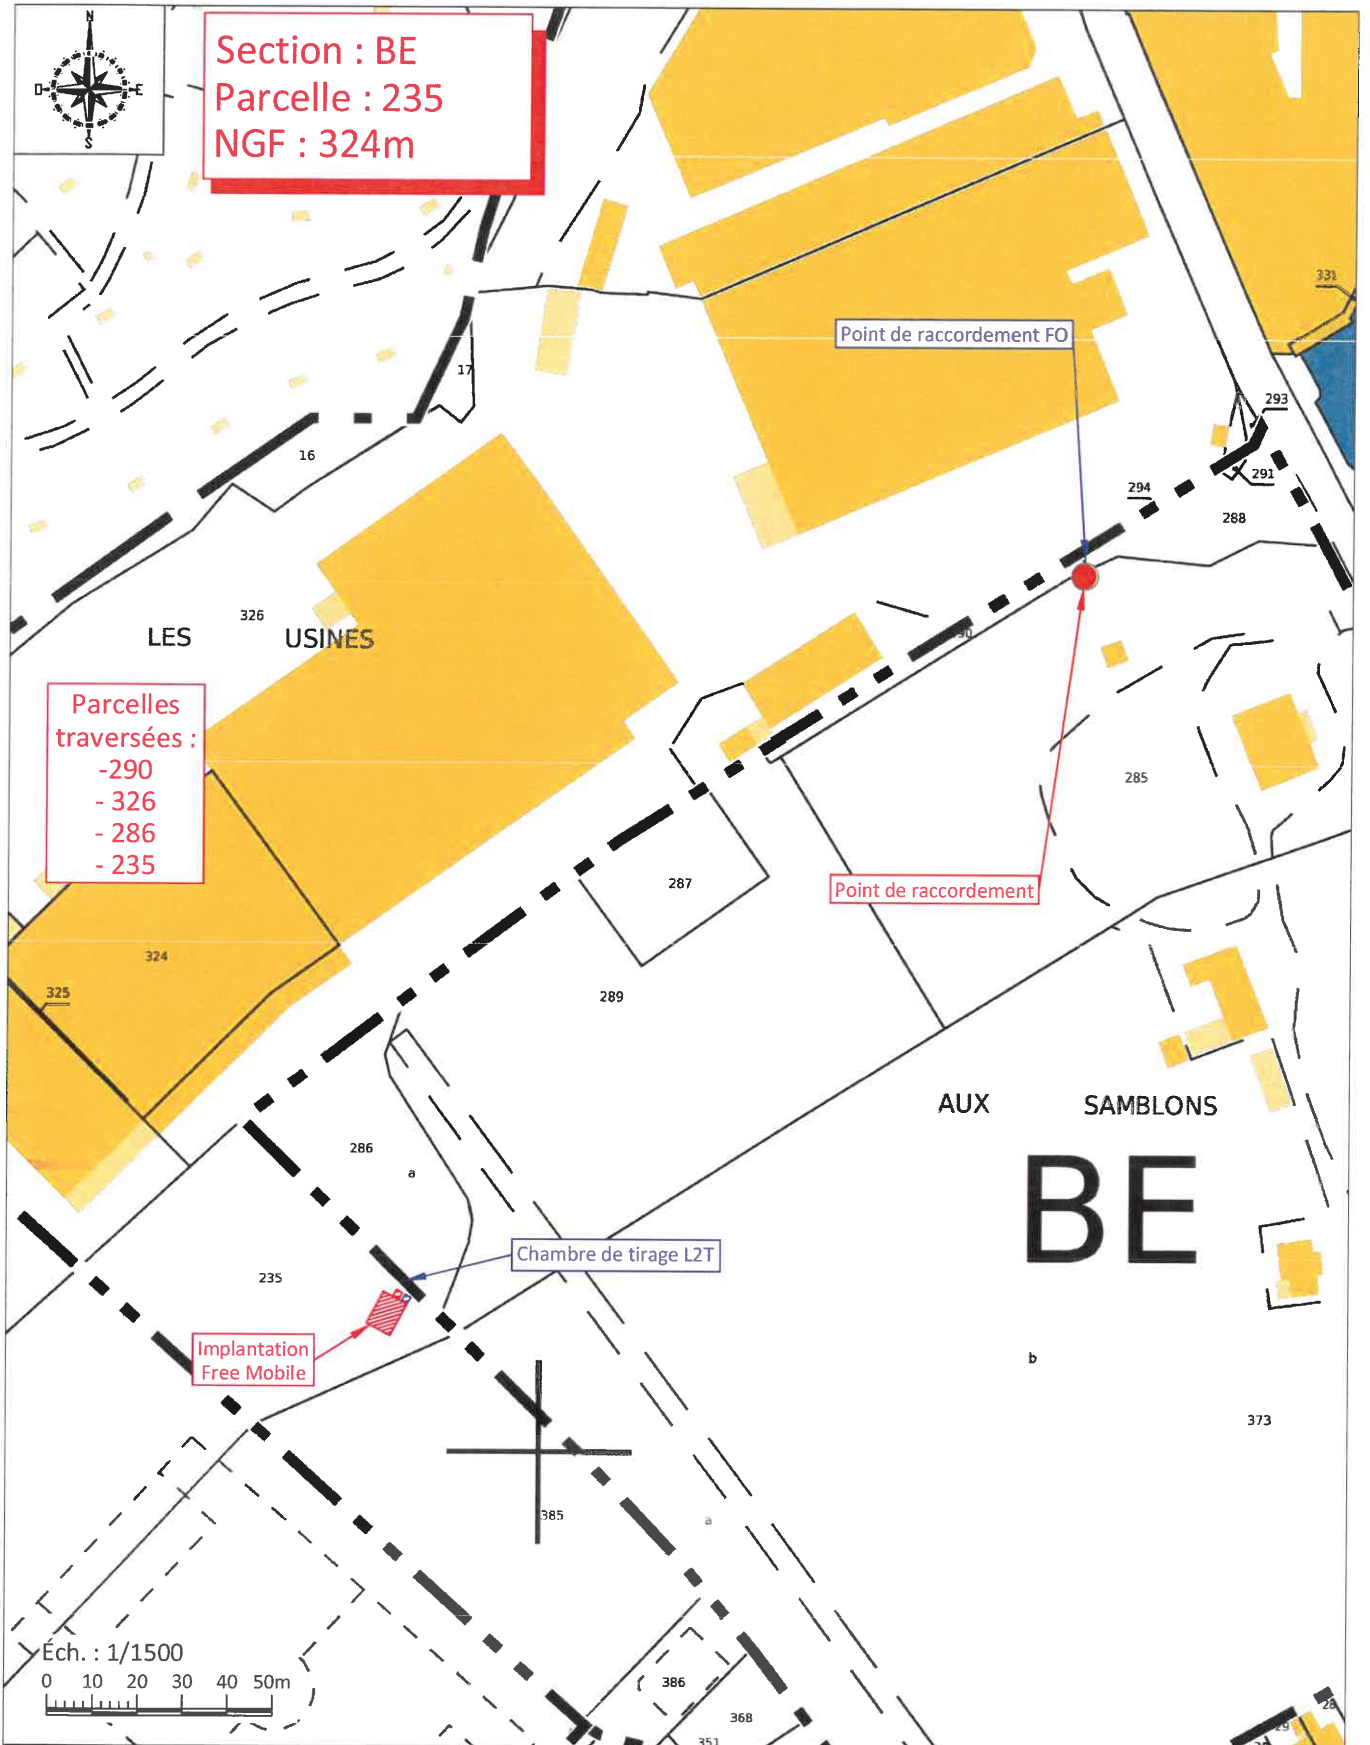 N
O
E
S
Section : BE
Parcelle : 235
NGF : 324m
331
Point de raccordement FO
17
293
16
291
294
288
326
LES USINES
Parcelles
traversées :
-290
- 326
- 286
- 235
285
287
Point de raccordement
324
325
289
AUX SAMBLONS
BE
286
a
Chambre de tirage L2T
235
Implantation
Free Mobile
b
373
385
a
Éch. : 1/1500
0 10 20 30 40 50m
386
368
351
28
29